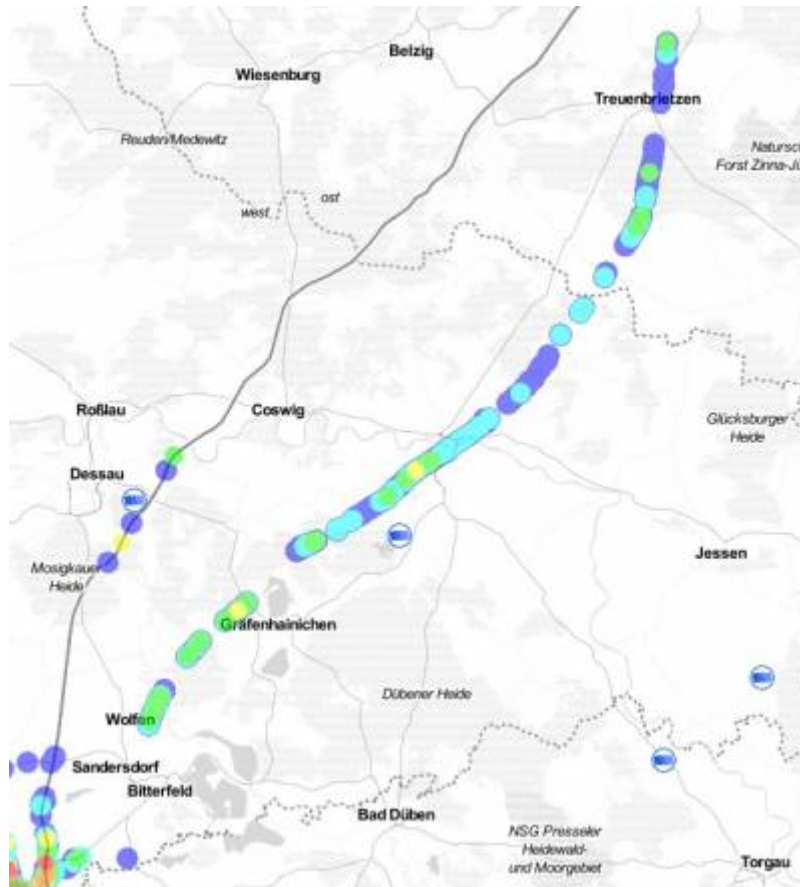 Belzig
Wiesenburg
Treuenbrietzen
Reuden/Medewitz
Natursc
Forst Zinna-Jü
ost
west
Roßlau
Coswig
Glücksburger
Heide
Dessau
Jessen
Mosigkauer
Heide
Gräfenhainichen
Dübener Heide
Wolfen
Sandersdorf
Bitterfeld
Bad Düben
NSG Presseler
Heidewald-
und Moorgebiet
Torgau